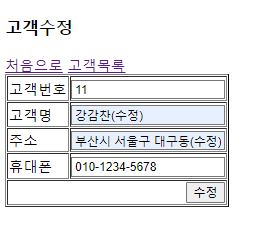 고객수정
처음으로 고객목록
고객번호 11
고객명 강감찬(수정)
주소 부산시 서울구 대구동(수정)
휴대폰 010-1234-5678
수정